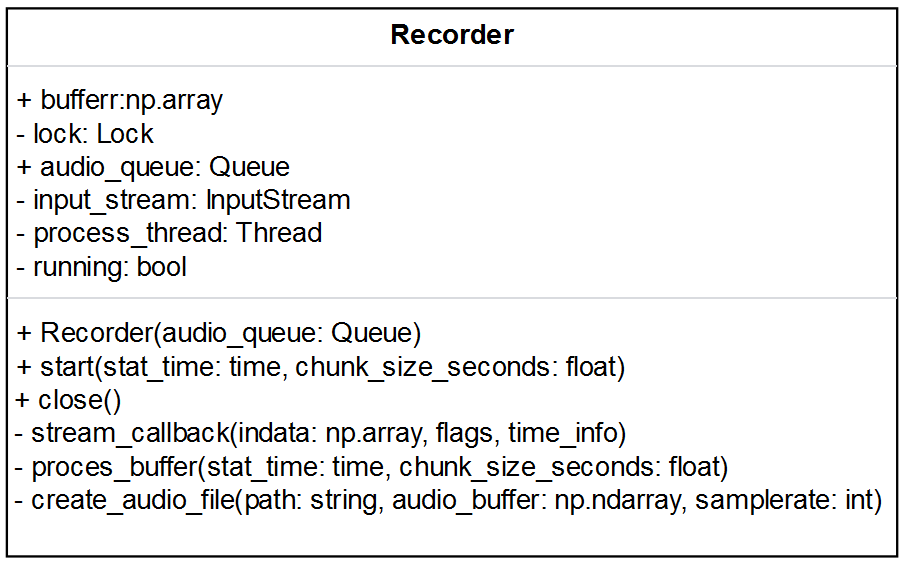 Recorder
+ bufferr:np.array
- lock: Lock
+ audio_queue: Queue
- input_stream: InputStream
- process_thread: Thread
- running: bool
+ Recorder(audio_queue: Queue)
+ start(stat_time: time, chunk_size_seconds: float)
+ close()
- stream_callback(indata: np.array, flags, time_info)
- proces_buffer(stat_time: time, chunk_size_seconds: float)
- create_audio_file(path: string, audio_buffer: np.ndarray, samplerate: int)